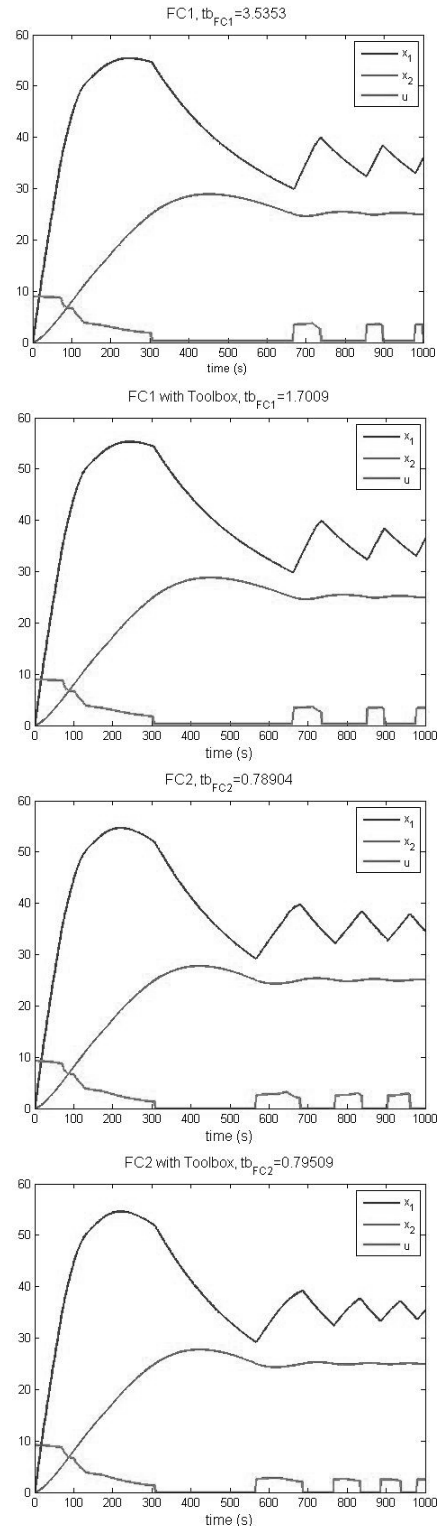 FC1, tb_FC1=3.5353
60
50
40
30
20
10
0
x_1
x_2
u
0 100 200 300 400 500 600 700 800 900 1000
time (s)
FC1 with Toolbox, tb_FC1=1.7009
60
50
40
30
20
10
0
x_1
x_2
u
0 100 200 300 400 500 600 700 800 900 1000
time (s)
FC2, tb_FC2=0.78904
60
50
40
30
20
10
0
x_1
x_2
u
0 100 200 300 400 500 600 700 800 900 1000
time (s)
FC2 with Toolbox, tb_FC2=0.79509
60
50
40
30
20
10
0
x_1
x_2
u
0 100 200 300 400 500 600 700 800 900 1000
time (s)